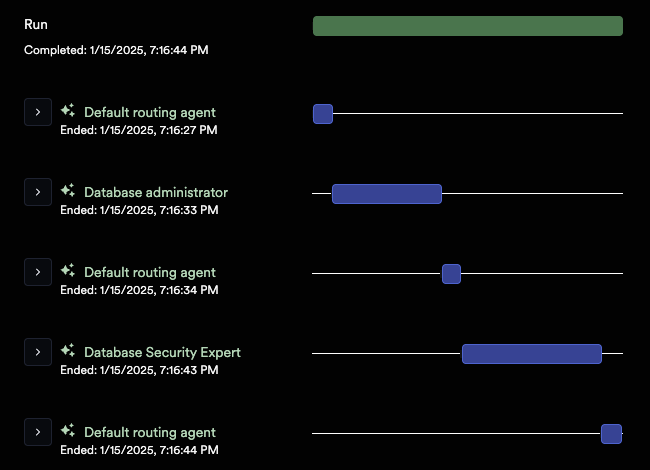 Run
Completed: 1/15/2025, 7:16:44 PM
Default routing agent
Ended: 1/15/2025, 7:16:27 PM
Database administrator
Ended: 1/15/2025, 7:16:33 PM
Default routing agent
Ended: 1/15/2025, 7:16:34 PM
Database Security Expert
Ended: 1/15/2025, 7:16:43 PM
Default routing agent
Ended: 1/15/2025, 7:16:44 PM